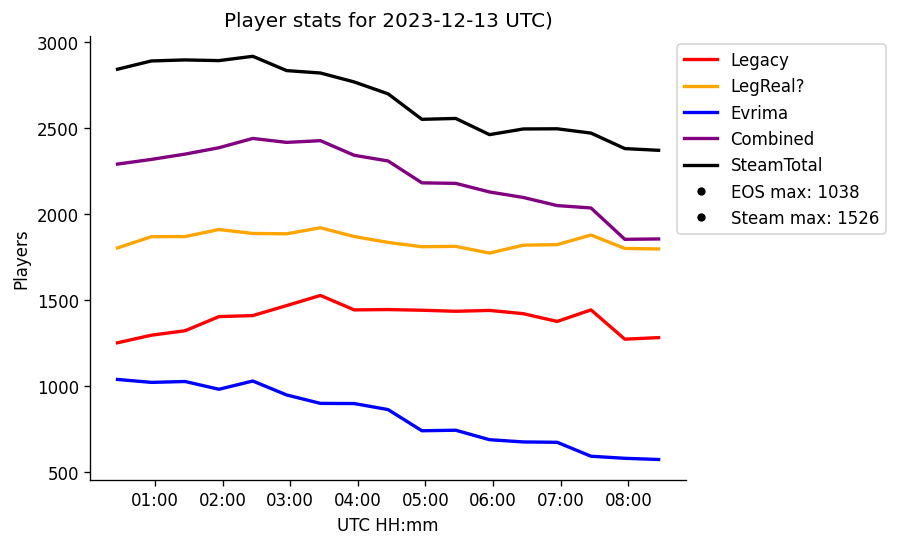 Player stats for 2023-12-13 UTC)
3000
2500
2000
1500
1000
500
Players
01:00 02:00 03:00 04:00 05:00 06:00 07:00 08:00
UTC HH:mm
Legacy
LegReal?
Evrima
Combined
SteamTotal
EOS max: 1038
Steam max: 1526